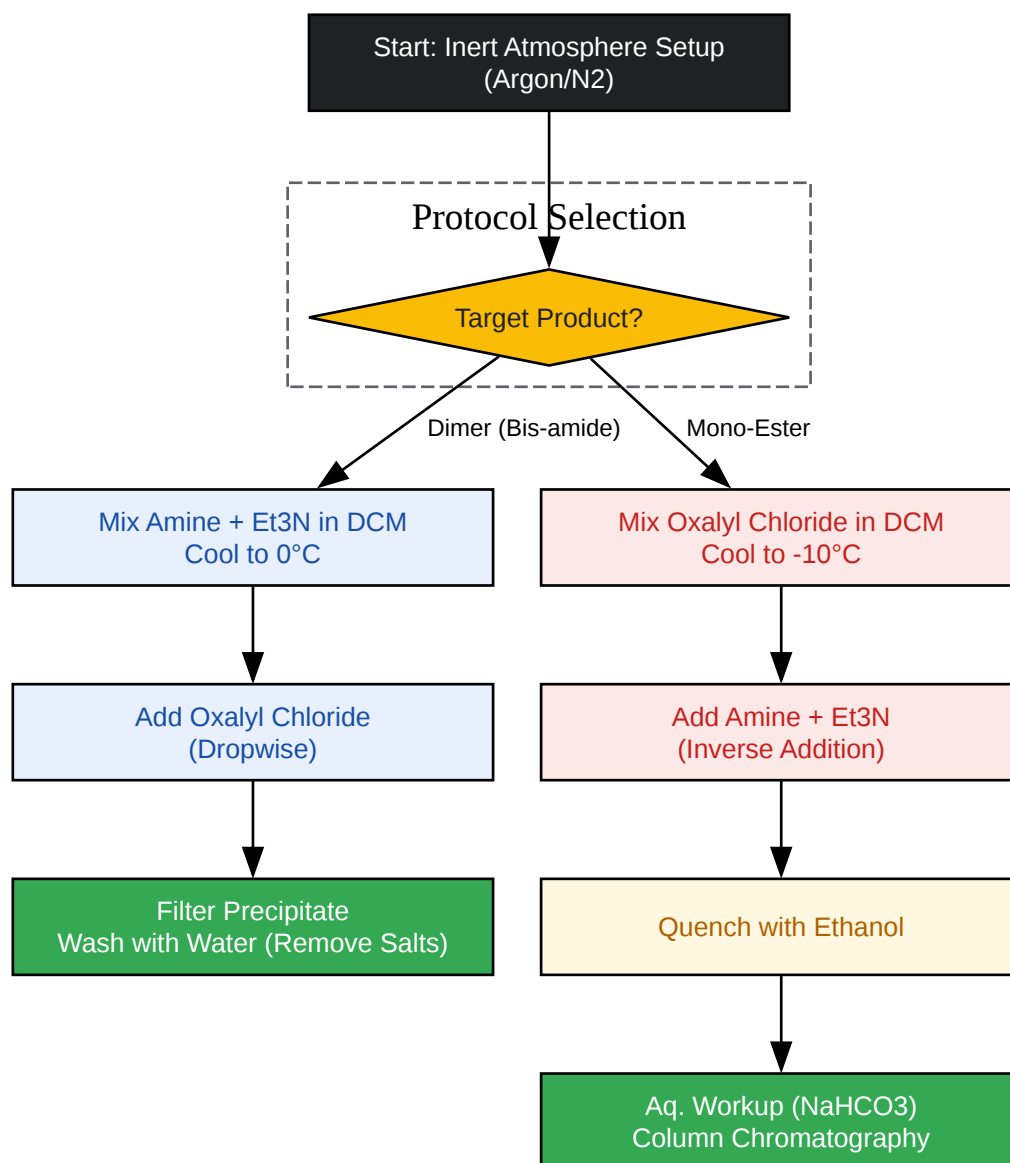 Start: Inert Atmosphere Setup
(Argon/N2)
Protocol Selection
Target Product?
Dimer (Bis-amide)
Mono-Ester
Mix Amine + Et3N in DCM
Cool to 0°C
Mix Oxalyl Chloride in DCM
Cool to -10°C
Add Oxalyl Chloride
(Dropwise)
Add Amine + Et3N
(Inverse Addition)
Filter Precipitate
Wash with Water (Remove Salts)
Quench with Ethanol
Aq. Workup (NaHCO3)
Column Chromatography